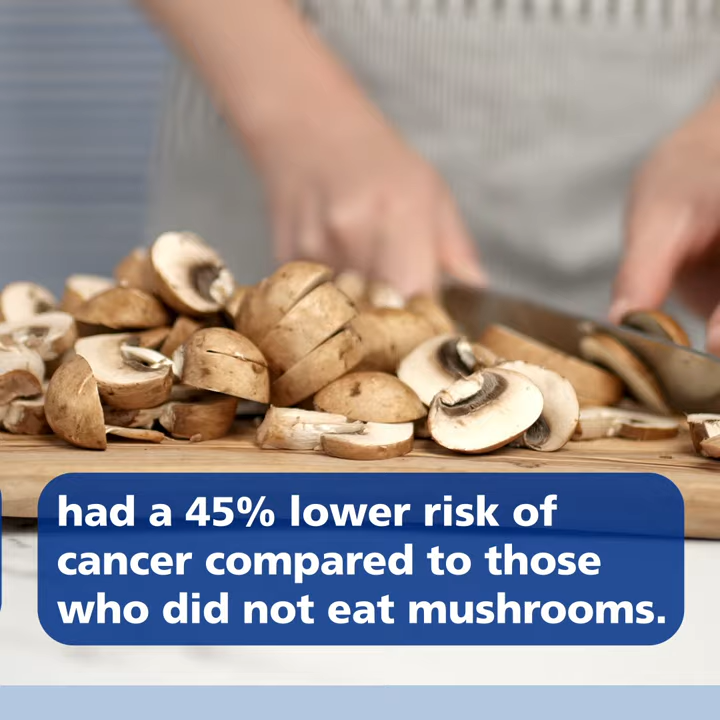 had a 45% lower risk of
cancer compared to those
who did not eat mushrooms.